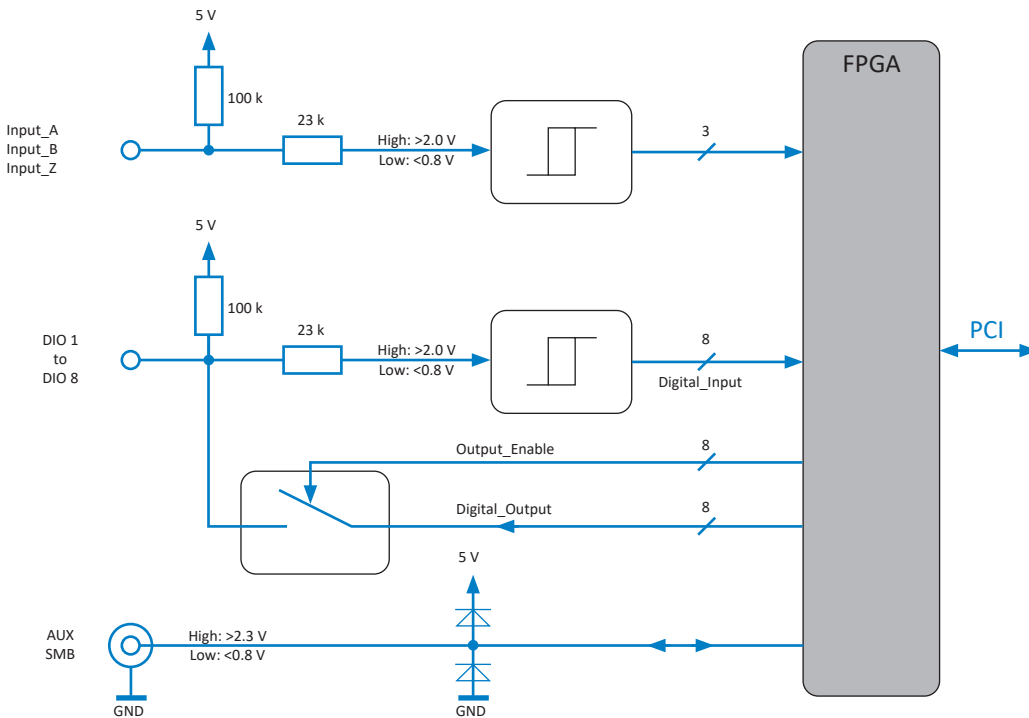 5 V
FPGA
100 k
Input_A
Input_B
Input_Z
23 k
High: >2.0 V
Low: <0.8 V
3
5 V
100 k
DIO 1
to
DIO 8
23 k
High: >2.0 V
Low: <0.8 V
8
Digital_Input
PCI
Output_Enable
8
Digital_Output
8
5 V
AUX
SMB
High: >2.3 V
Low: <0.8 V
GND
GND